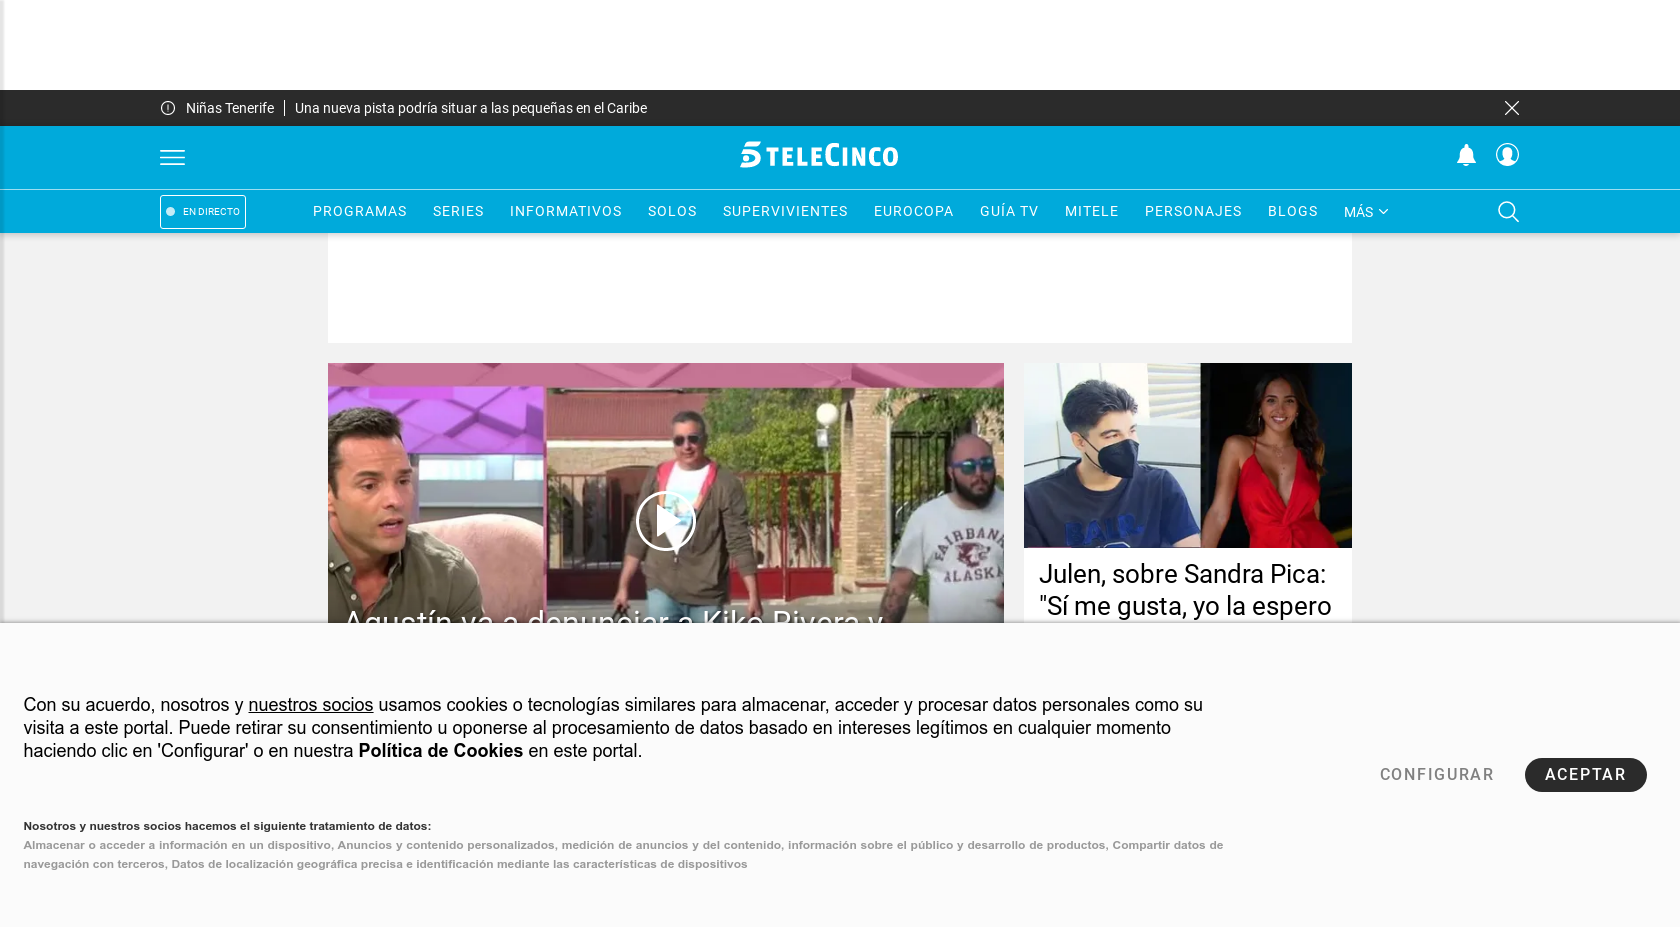 Niñas Tenerife | Una nueva pista podría situar a las pequeñas en el Caribe
5 TELECINCO
EN DIRECTO
PROGRAMAS SERIES INFORMATIVOS SOLOS SUPERVIVIENTES EUROCOPA GUÍA TV MITELE PERSONAJES BLOGS MÁS
FAIRBANKS
ALASKA
Julen, sobre Sandra Pica:
"Sí me gusta, yo la espero
Agustín va a denunciar a Kiko Rivera y
Con su acuerdo, nosotros y nuestros socios usamos cookies o tecnologías similares para almacenar, acceder y procesar datos personales como su
visita a este portal. Puede retirar su consentimiento u oponerse al procesamiento de datos basado en intereses legítimos en cualquier momento
haciendo clic en 'Configurar' o en nuestra Política de Cookies en este portal.
CONFIGURAR ACEPTAR
Nosotros y nuestros socios hacemos el siguiente tratamiento de datos:
Almacenar o acceder a información en un dispositivo, Anuncios y contenido personalizados, medición de anuncios y del contenido, información sobre el público y desarrollo de productos, Compartir datos de
navegación con terceros, Datos de localización geográfica precisa e identificación mediante las características de dispositivos